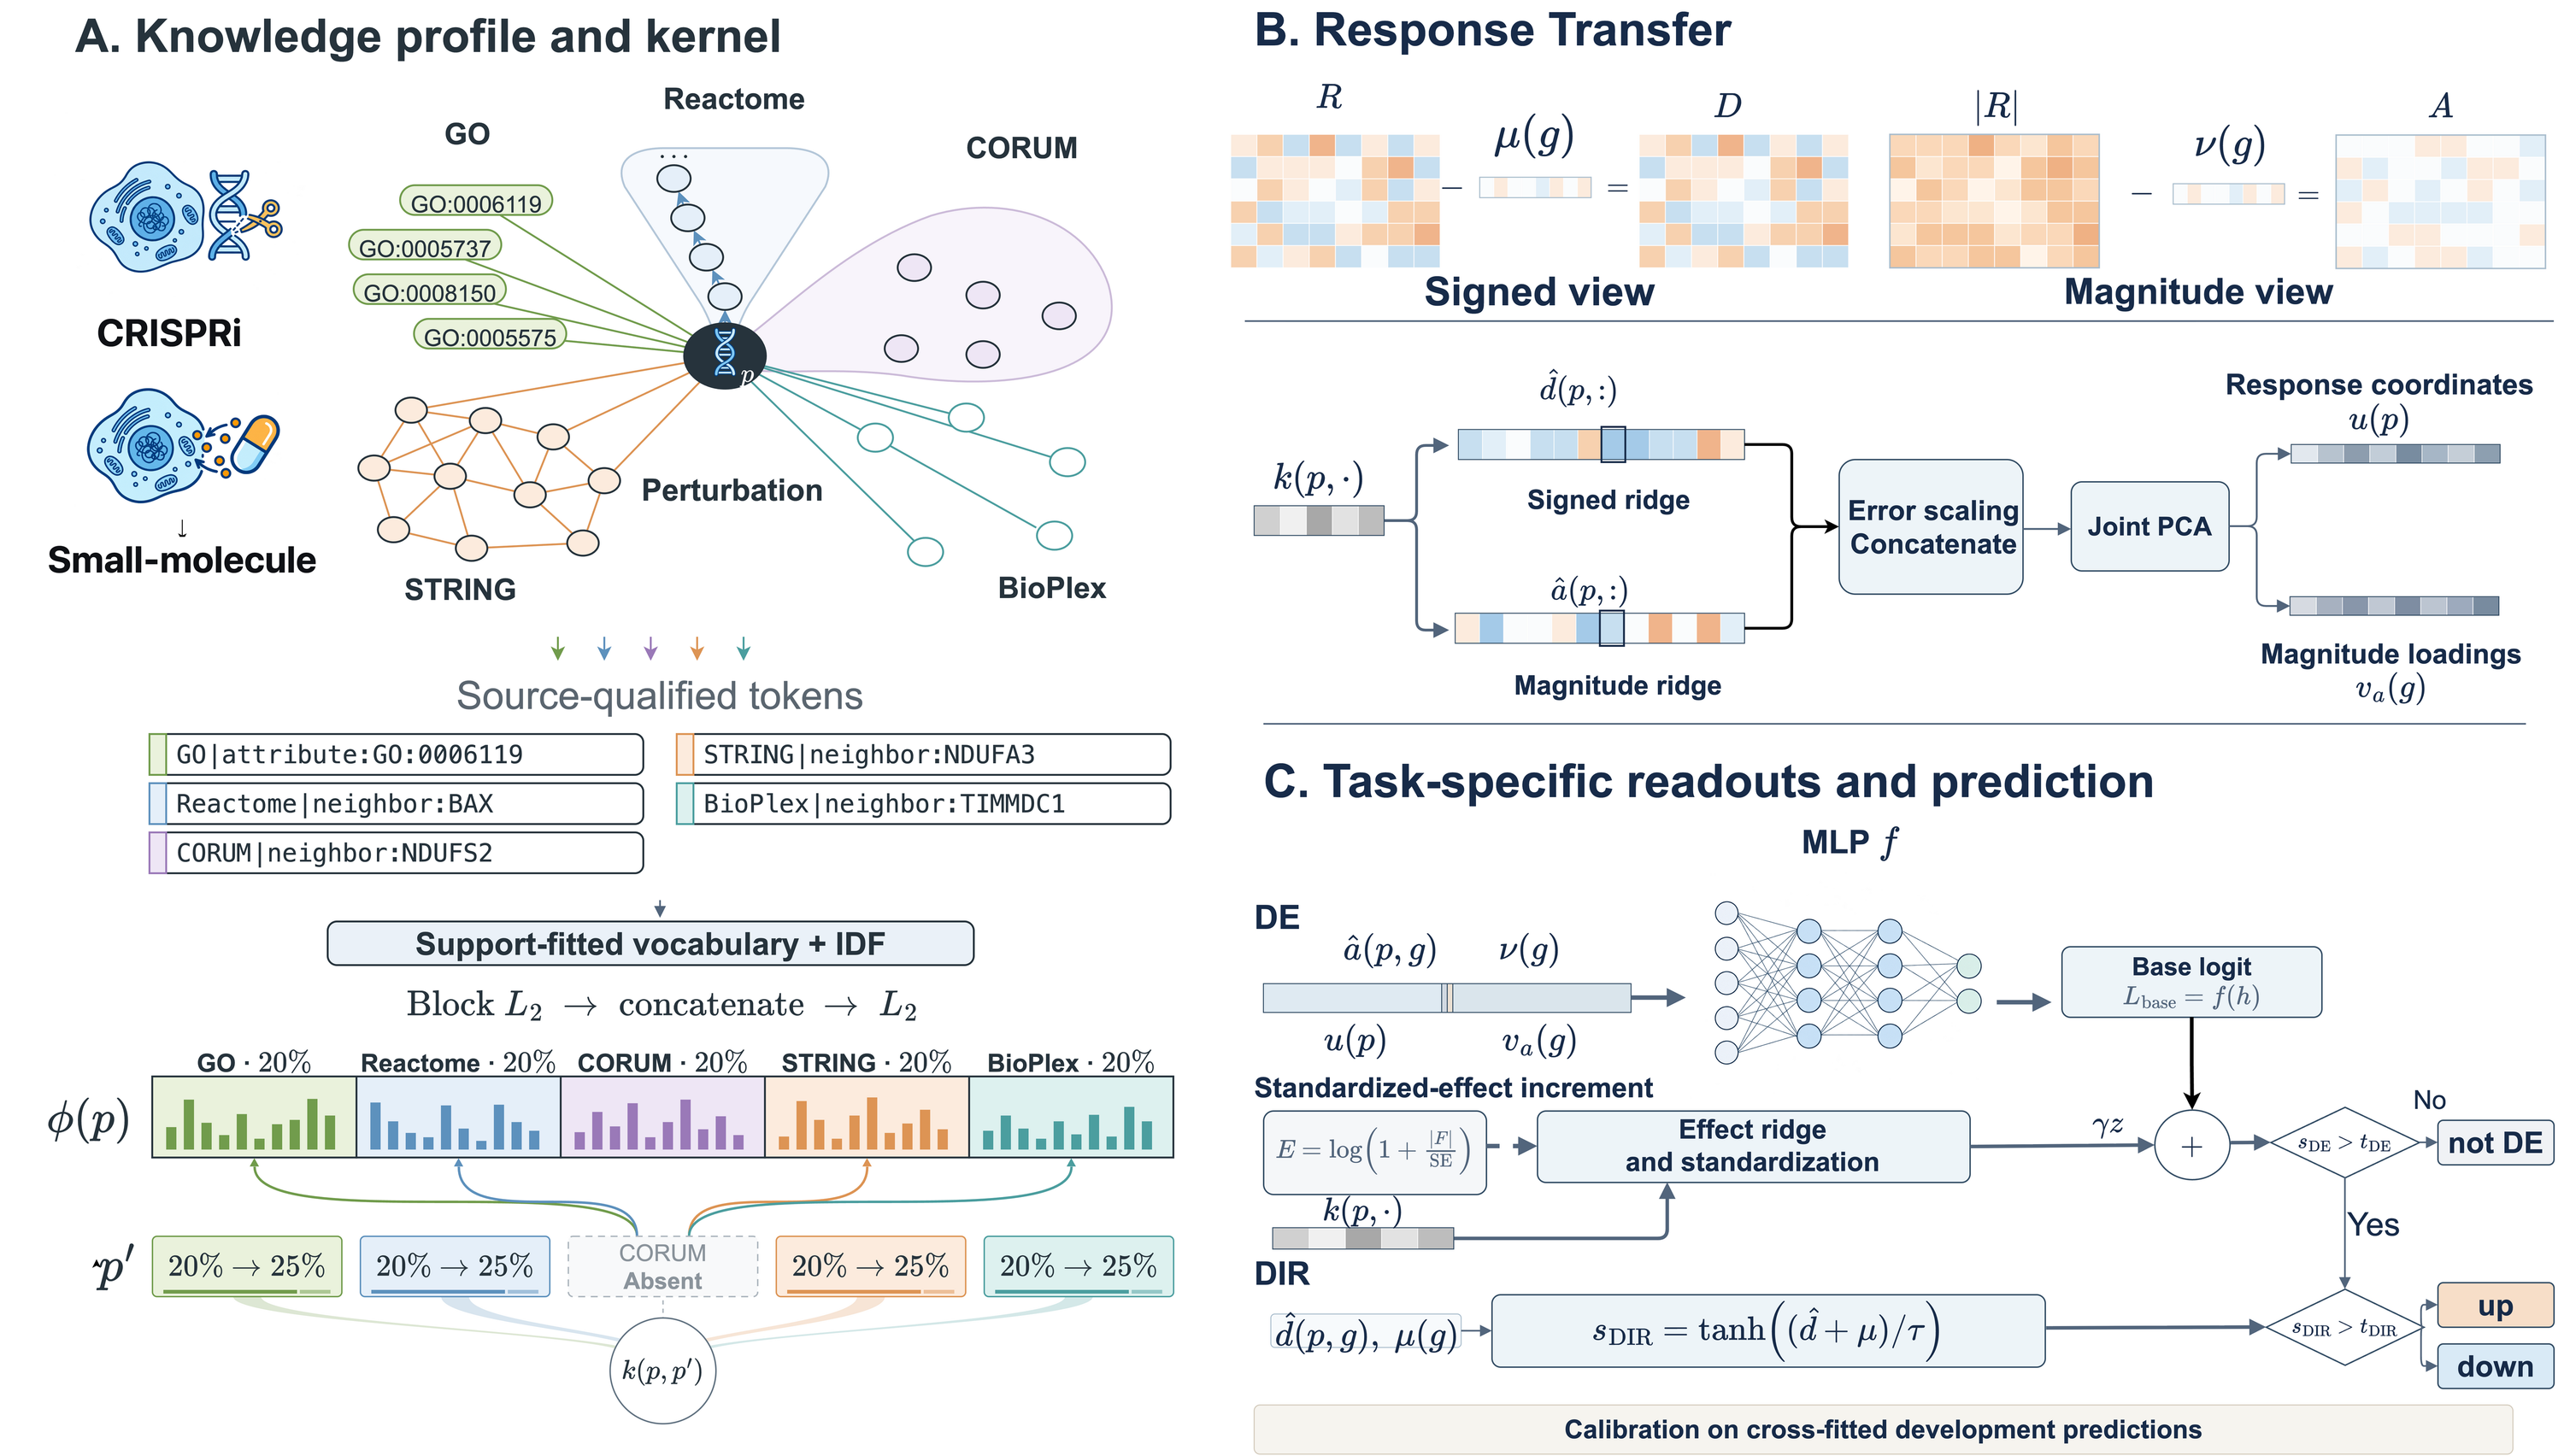 A. Knowledge profile and kernel
GO
Reactome
CORUM
...
GO:0006119
GO:0005737
GO:0008150
GO:0005575
CRISPRi
p
Perturbation
↓
Small-molecule
STRING
BioPlex
Source-qualified tokens
GO|attribute:GO:0006119
STRING|neighbor:NDUFA3
Reactome|neighbor:BAX
BioPlex|neighbor:TIMMDC1
CORUM|neighbor:NDUFS2
Support-fitted vocabulary + IDF
Block L₂ → concatenate → L₂
GO · 20%
Reactome · 20%
CORUM · 20%
STRING · 20%
BioPlex · 20%
ϕ(p)
p′
20% → 25%
20% → 25%
CORUM
Absent
20% → 25%
20% → 25%
k(p, p′)
B. Response Transfer
R
−
μ(g)
=
D
|R|
−
ν(g)
=
A
Signed view
Magnitude view
k(p, ·)
d̂(p, :)
Signed ridge
â(p, :)
Magnitude ridge
Error scaling
Concatenate
Joint PCA
Response coordinates
u(p)
Magnitude loadings
vₐ(g)
C. Task-specific readouts and prediction
MLP f
DE
â(p, g)
ν(g)
u(p)
vₐ(g)
Base logit
L_base = f(h)
Standardized-effect increment
E = log(1 + |F|/SE)
Effect ridge
and standardization
k(p, ·)
γz
+
s_DE > t_DE
No
not DE
Yes
DIR
d̂(p, g), μ(g)
s_DIR = tanh((d̂ + μ)/τ)
s_DIR > t_DIR
up
down
Calibration on cross-fitted development predictions